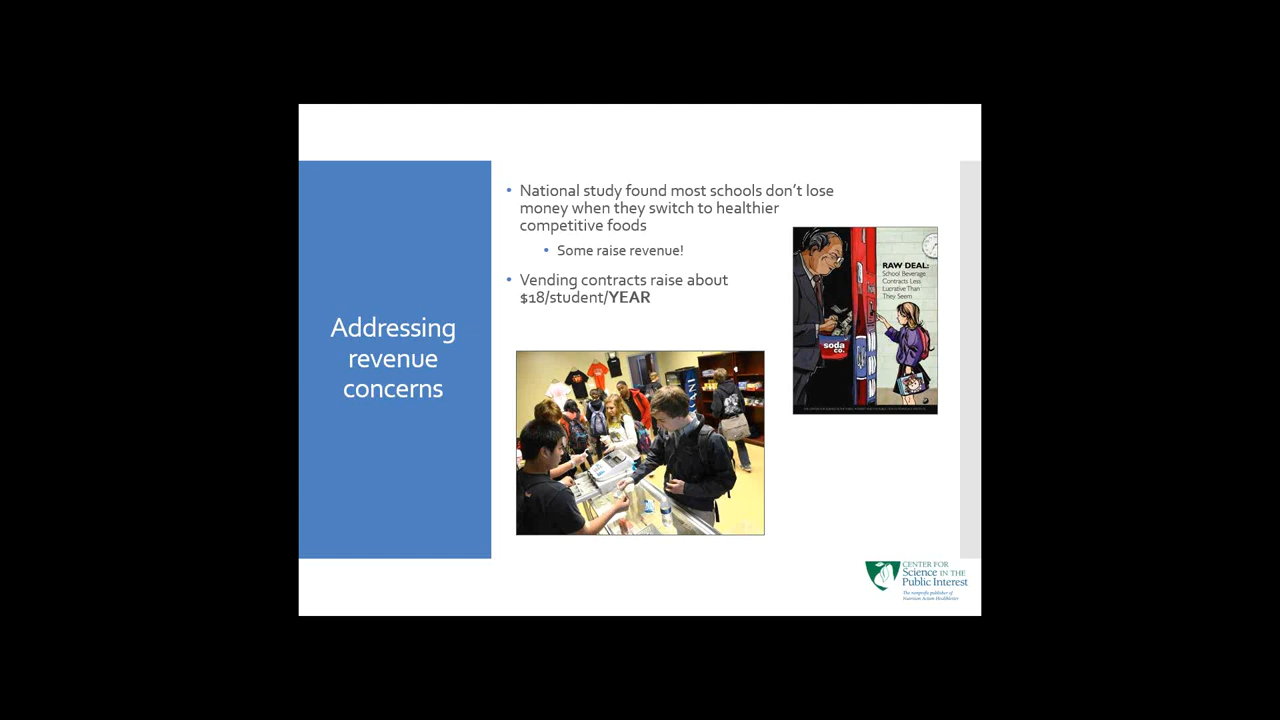 Addressing
revenue
concerns
• National study found most schools don't lose
money when they switch to healthier
competitive foods
• Some raise revenue!
• Vending contracts raise about
$18/student/YEAR
RAW DEAL:
School Beverage
Contracts Less
Lucrative Than
They Seem
soda
co.
CENTER FOR
Science IN THE
Public Interest
The nonprofit publisher of
Nutrition Action Healthletter